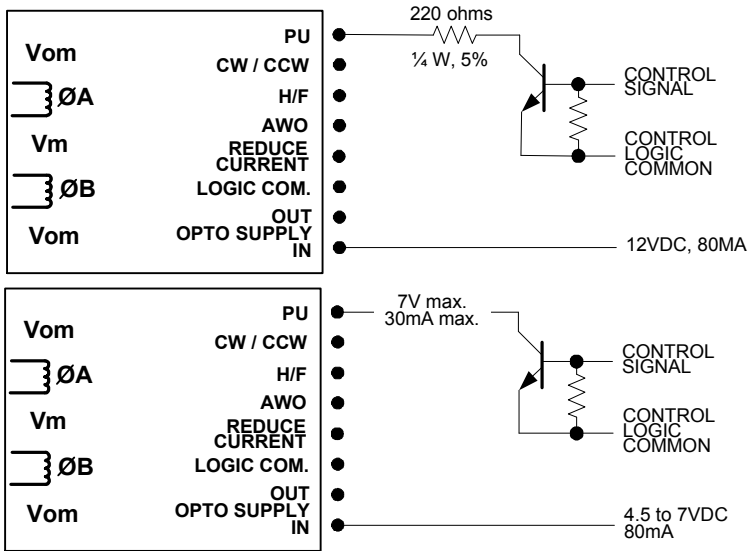 220 ohms
¼ W, 5%
PU
CW / CCW
H/F
AWO
REDUCE
CURRENT
LOGIC COM.
OUT
OPTO SUPPLY
IN
Vom
ØA
Vm
ØB
Vom
CONTROL
SIGNAL
CONTROL
LOGIC
COMMON
12VDC, 80MA
7V max.
30mA max.
PU
CW / CCW
H/F
AWO
REDUCE
CURRENT
LOGIC COM.
OUT
OPTO SUPPLY
IN
Vom
ØA
Vm
ØB
Vom
CONTROL
SIGNAL
CONTROL
LOGIC
COMMON
4.5 to 7VDC
80mA